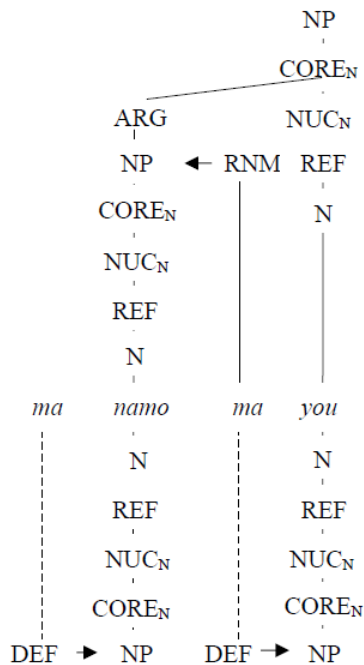 NP
CORE_N
ARG NUC_N
NP RNM REF
CORE_N N
NUC_N
REF
N
ma namo ma you
N N
REF REF
NUC_N NUC_N
CORE_N CORE_N
DEF NP DEF NP